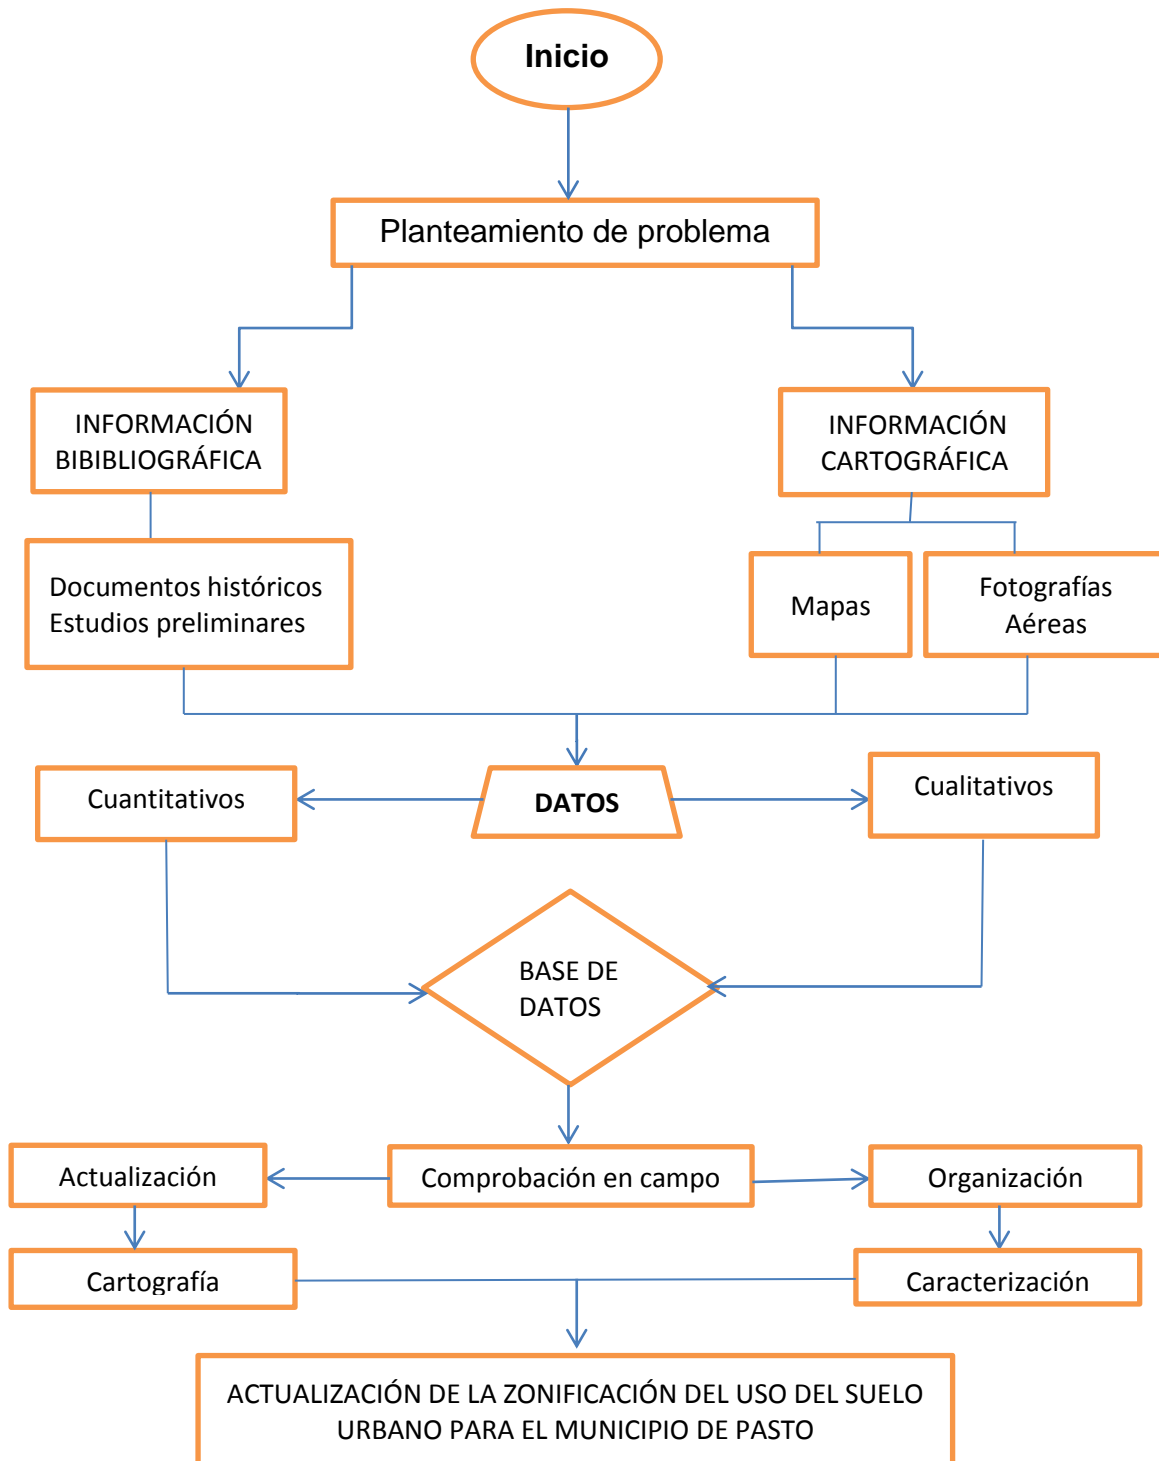 Inicio
Planteamiento de problema
INFORMACIÓN
BIBIBLIOGRÁFICA
INFORMACIÓN
CARTOGRÁFICA
Documentos históricos
Estudios preliminares
Mapas
Fotografías
Aéreas
Cuantitativos
DATOS
Cualitativos
BASE DE
DATOS
Actualización
Comprobación en campo
Organización
Cartografía
Caracterización
ACTUALIZACIÓN DE LA ZONIFICACIÓN DEL USO DEL SUELO
URBANO PARA EL MUNICIPIO DE PASTO